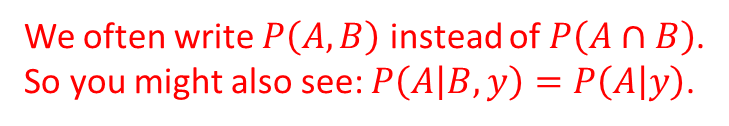 We often write P(A, B) instead of P(A ∩ B).
So you might also see: P(A|B, y) = P(A|y).